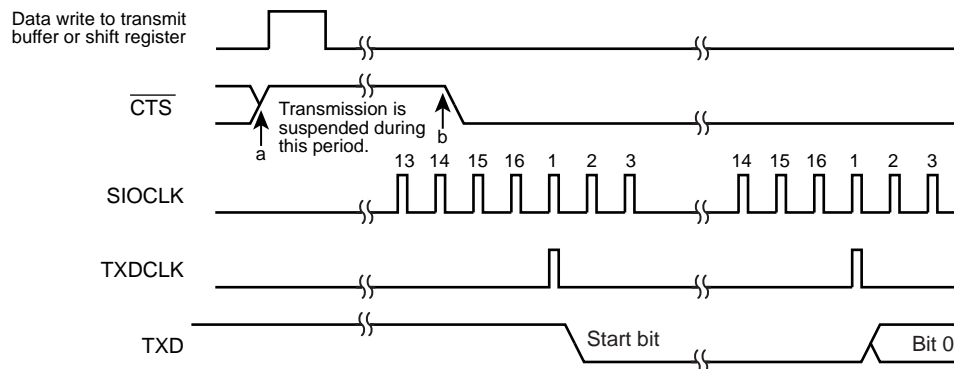 Data write to transmit
buffer or shift register
CTS
Transmission is
suspended during
this period.
a
b
13 14 15 16 1 2 3 14 15 16 1 2 3
SIOCLK
TXDCLK
TXD
Start bit
Bit 0